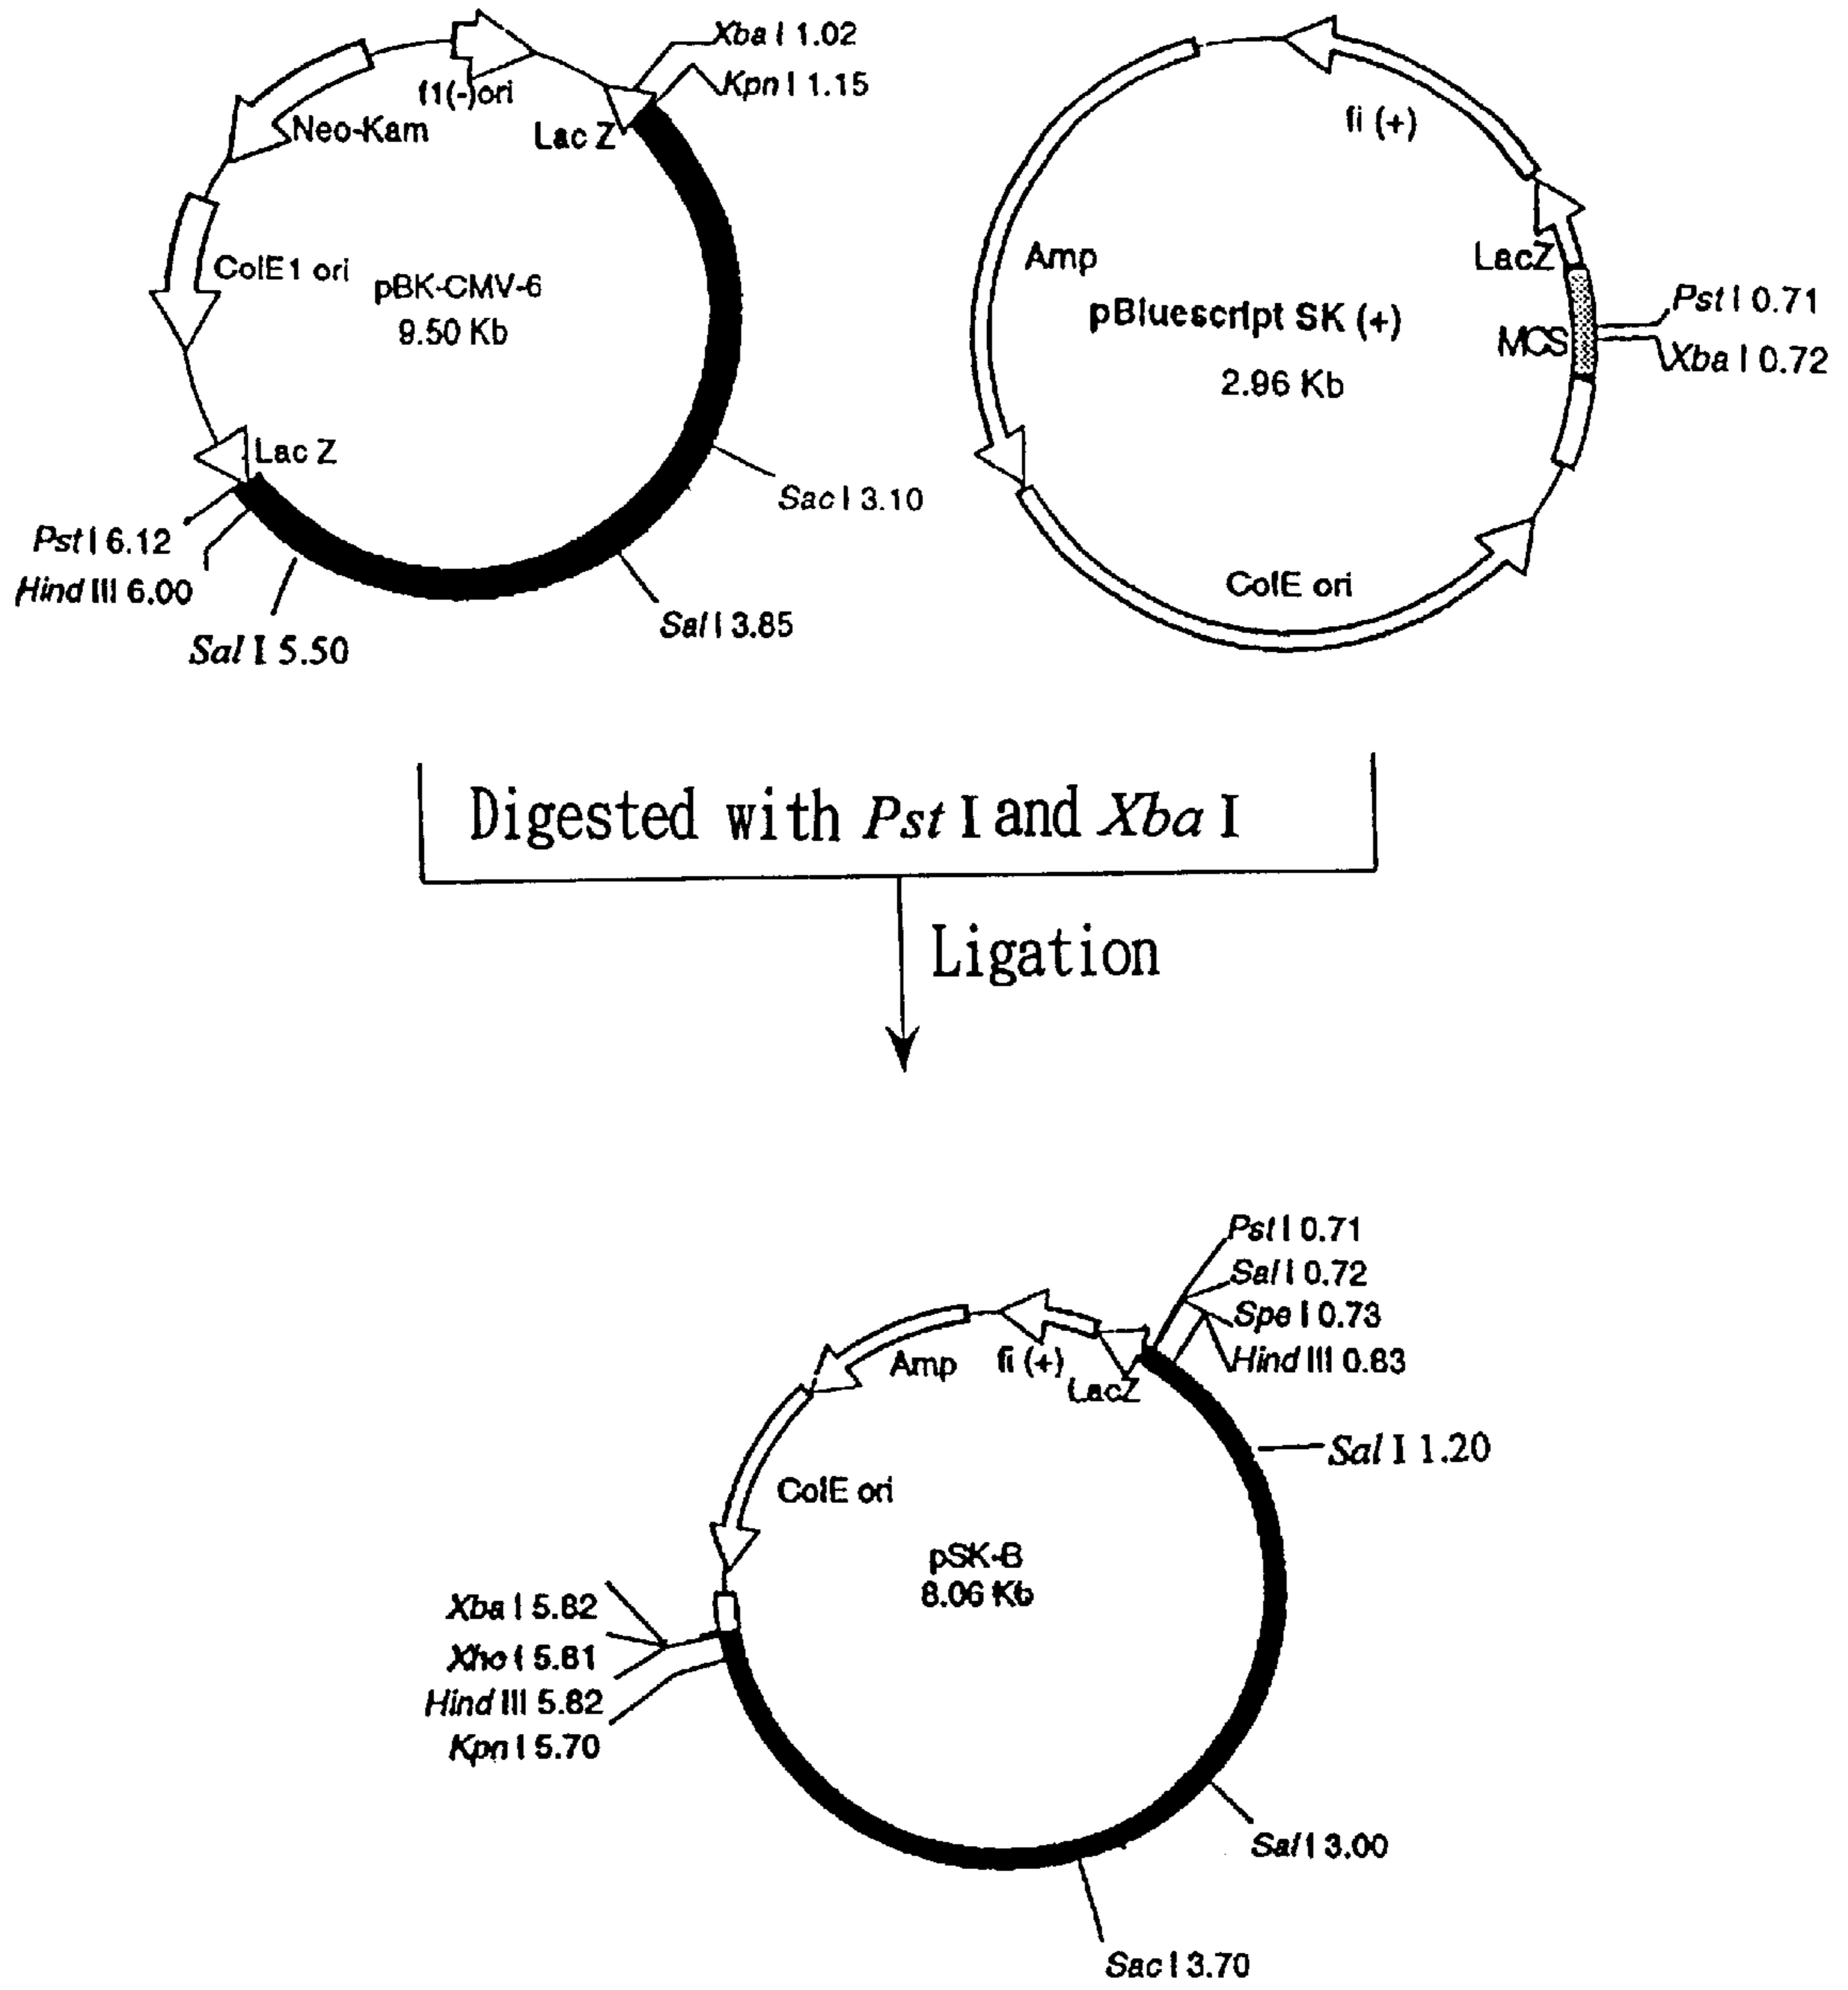 Xba I 1.02
Kpn I 1.15
f1(-)ori
Neo-Kam
Lac Z
ColE1 ori
pBK-CMV-6
9.50 Kb
Lac Z
Pst I 6.12
Hind III 6.00
Sal I 5.50
Sal I 3.85
Sac I 3.10
fi (+)
Amp
LacZ
pBluescript SK (+)
2.96 Kb
MCS
Pst I 0.71
Xba I 0.72
ColE ori
Digested with Pst I and Xba I
Ligation
Pst I 0.71
Sal I 0.72
Spe I 0.73
Hind III 0.83
Amp
fi (+)
LacZ
Sal I 1.20
ColE ori
pSK-B
8.06 Kb
Xba I 5.82
Xho I 5.81
Hind III 5.82
Kpn I 5.70
Sal I 3.00
Sac I 3.70